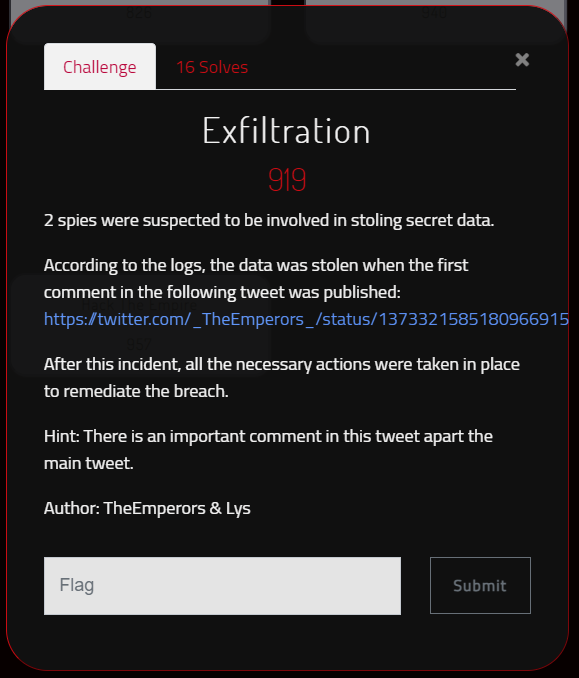 Challenge
16 Solves
×
Exfiltration
919
2 spies were suspected to be involved in stoling secret data.
According to the logs, the data was stolen when the first
comment in the following tweet was published:
https://twitter.com/_TheEmperors_/status/1373321585180966915
After this incident, all the necessary actions were taken in place
to remediate the breach.
Hint: There is an important comment in this tweet apart the
main tweet.
Author: TheEmperors & Lys
Flag
Submit